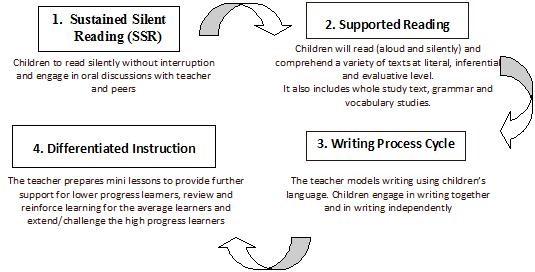 1. Sustained Silent
Reading (SSR)
Children to read silently without interruption
and engage in oral discussions with teacher
and peers
2. Supported Reading
Children will read (aloud and silently) and
comprehend a variety of texts at literal, inferential
and evaluative level.
It also includes whole study text, grammar and
vocabulary studies.
3. Writing Process Cycle
The teacher models writing using children's
language. Children engage in writing together
and in writing independently
4. Differentiated Instruction
The teacher prepares mini lessons to provide further
support for lower progress learners, review and
reinforce learning for the average learners and
extend/challenge the high progress learners